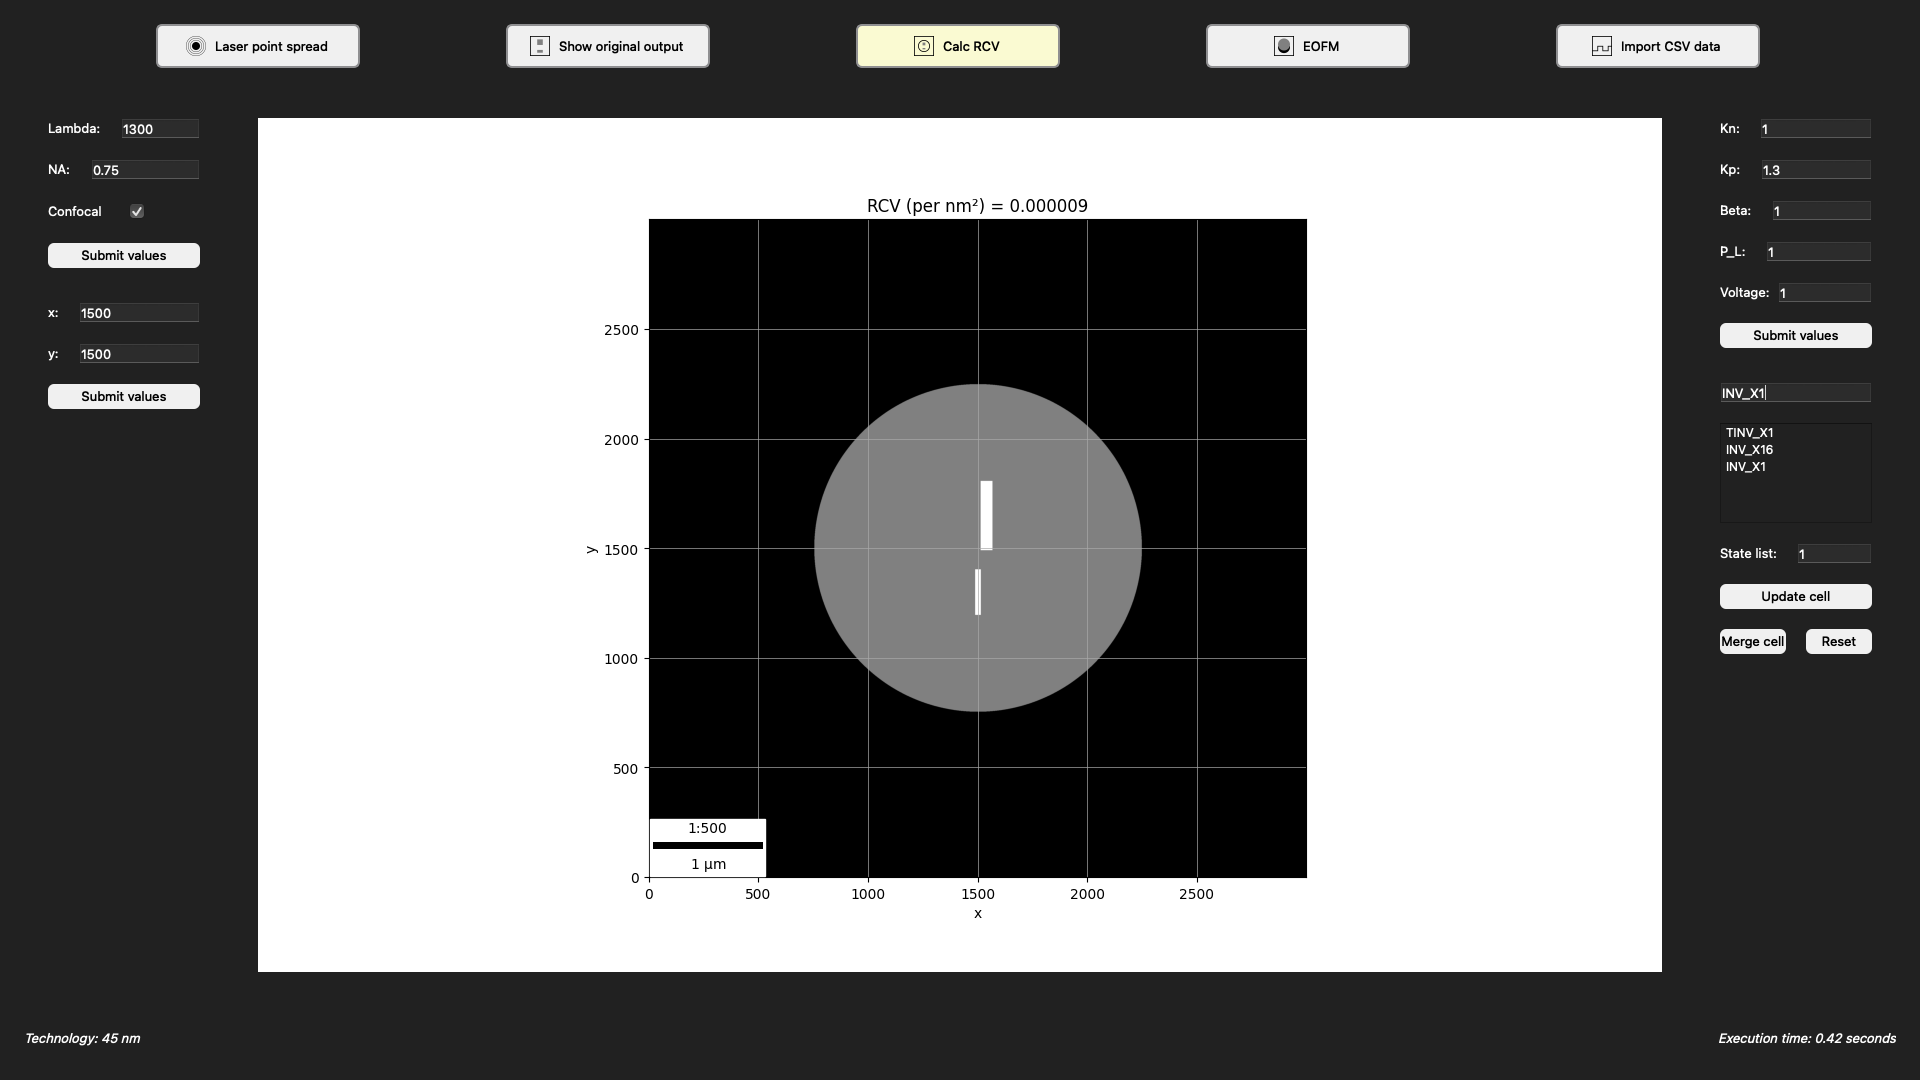 Laser point spread
Show original output
Calc RCV
EOFM
Import CSV data
Lambda: 1300
NA: 0.75
Confocal
Submit values
x: 1500
y: 1500
Submit values
RCV (per nm²) = 0.000009
2500
2000
1500
1000
500
0
y
0 500 1000 1500 2000 2500
x
1:500
1 µm
Kn: 1
Kp: 1.3
Beta: 1
P_L: 1
Voltage: 1
Submit values
INV_X1
TINV_X1
INV_X16
INV_X1
State list: 1
Update cell
Merge cell Reset
Technology: 45 nm
Execution time: 0.42 seconds